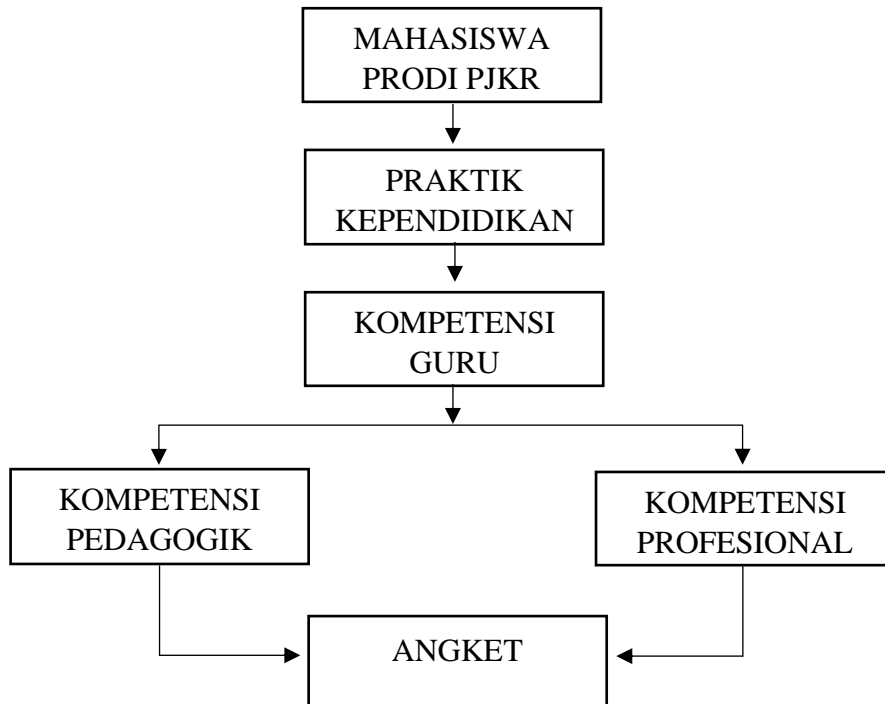 MAHASISWA
PRODI PJKR
PRAKTIK
KEPENDIDIKAN
KOMPETENSI
GURU
KOMPETENSI
PEDAGOGIK
KOMPETENSI
PROFESIONAL
ANGKET